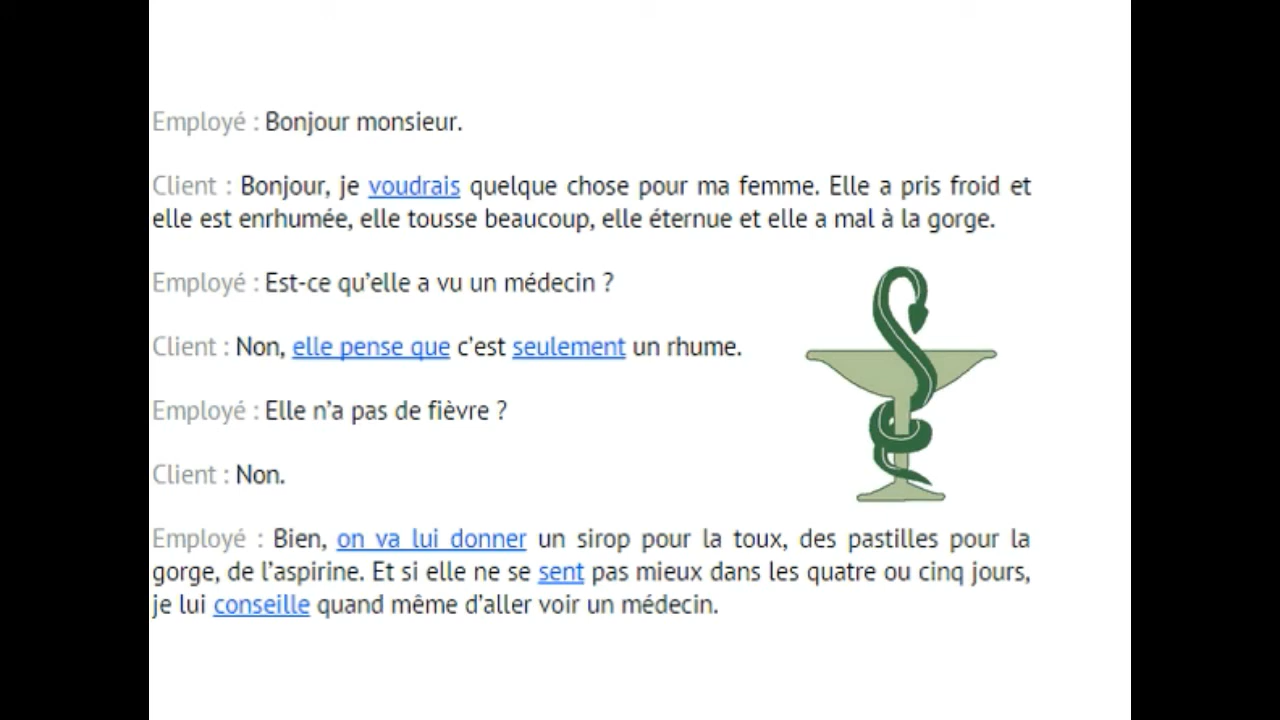 Employé : Bonjour monsieur.
Client : Bonjour, je voudrais quelque chose pour ma femme. Elle a pris froid et
elle est enrhumée, elle tousse beaucoup, elle éternue et elle a mal à la gorge.
Employé : Est-ce qu’elle a vu un médecin ?
Client : Non, elle pense que c’est seulement un rhume.
Employé : Elle n’a pas de fièvre ?
Client : Non.
Employé : Bien, on va lui donner un sirop pour la toux, des pastilles pour la
gorge, de l’aspirine. Et si elle ne se sent pas mieux dans les quatre ou cinq jours,
je lui conseille quand même d’aller voir un médecin.